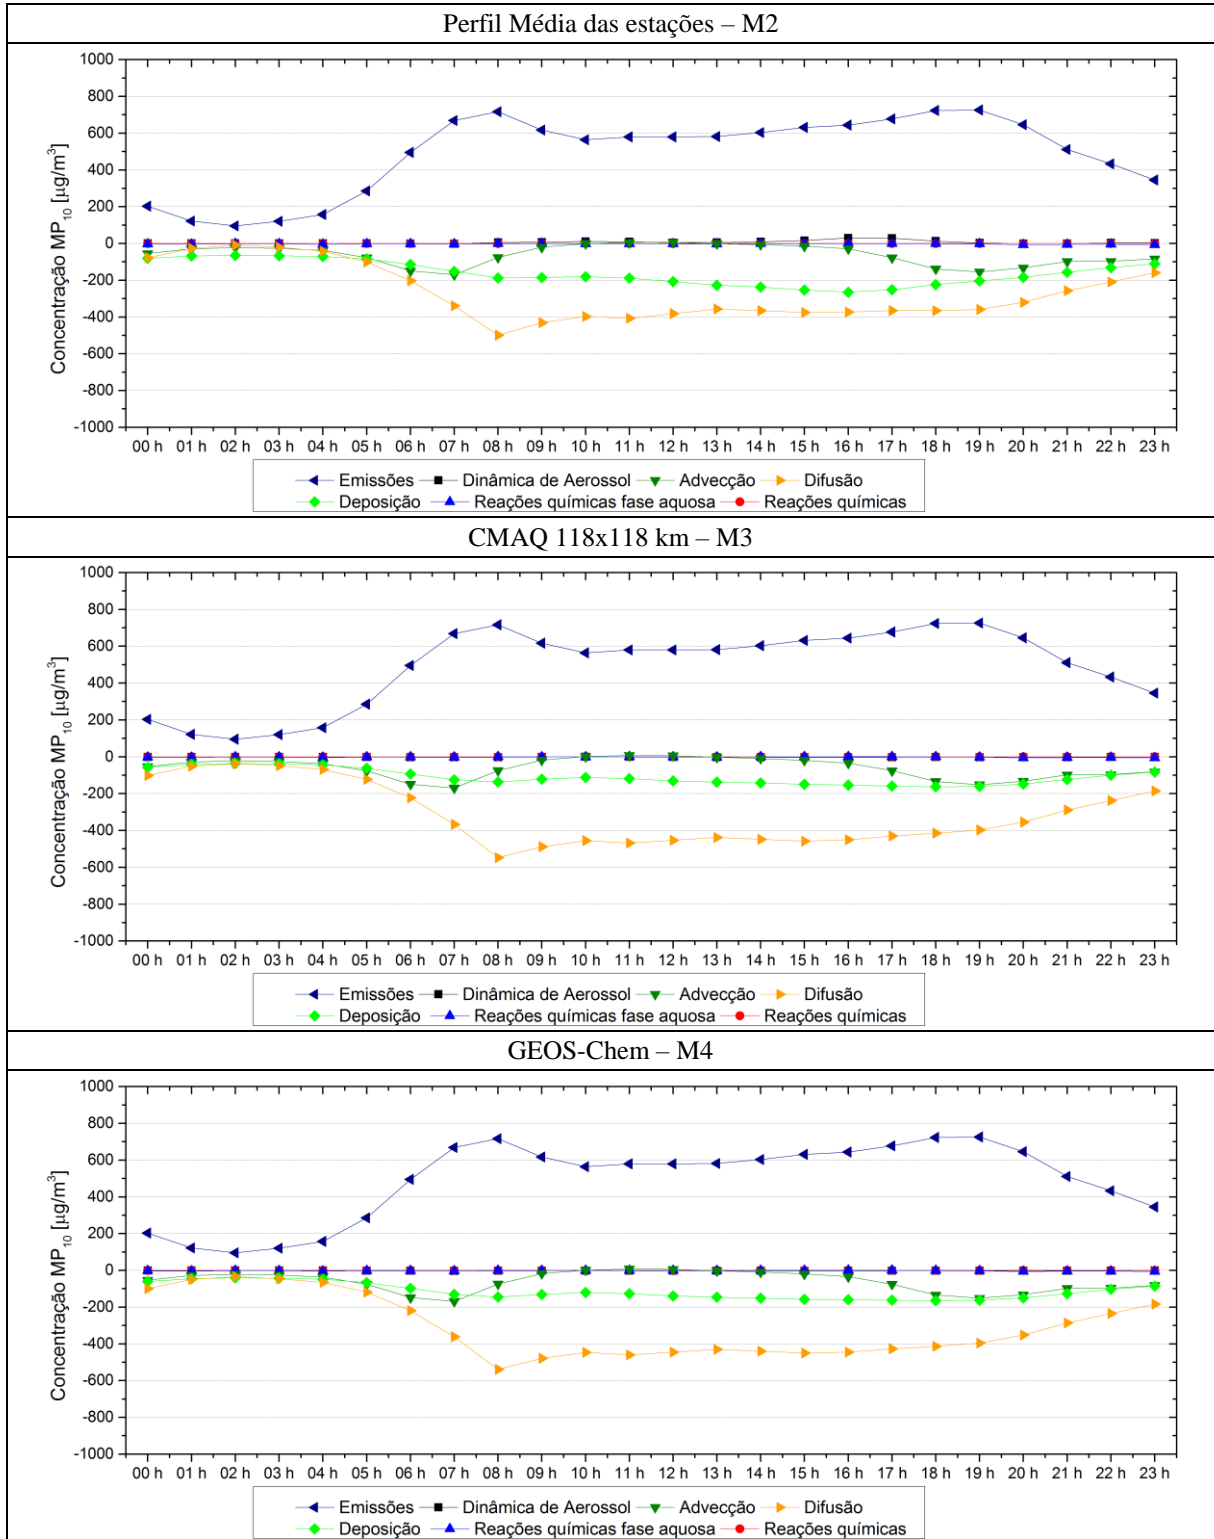 Perfil Média das estações – M2
Concentração MP10 [µg/m3]
1000
800
600
400
200
0
-200
-400
-600
-800
-1000
00 h 01 h 02 h 03 h 04 h 05 h 06 h 07 h 08 h 09 h 10 h 11 h 12 h 13 h 14 h 15 h 16 h 17 h 18 h 19 h 20 h 21 h 22 h 23 h
Emissões Dinâmica de Aerossol Advecção Difusão
Deposição Reações químicas fase aquosa Reações químicas
CMAQ 118x118 km – M3
Concentração MP10 [µg/m3]
1000
800
600
400
200
0
-200
-400
-600
-800
-1000
00 h 01 h 02 h 03 h 04 h 05 h 06 h 07 h 08 h 09 h 10 h 11 h 12 h 13 h 14 h 15 h 16 h 17 h 18 h 19 h 20 h 21 h 22 h 23 h
Emissões Dinâmica de Aerossol Advecção Difusão
Deposição Reações químicas fase aquosa Reações químicas
GEOS-Chem – M4
Concentração MP10 [µg/m3]
1000
800
600
400
200
0
-200
-400
-600
-800
-1000
00 h 01 h 02 h 03 h 04 h 05 h 06 h 07 h 08 h 09 h 10 h 11 h 12 h 13 h 14 h 15 h 16 h 17 h 18 h 19 h 20 h 21 h 22 h 23 h
Emissões Dinâmica de Aerossol Advecção Difusão
Deposição Reações químicas fase aquosa Reações químicas